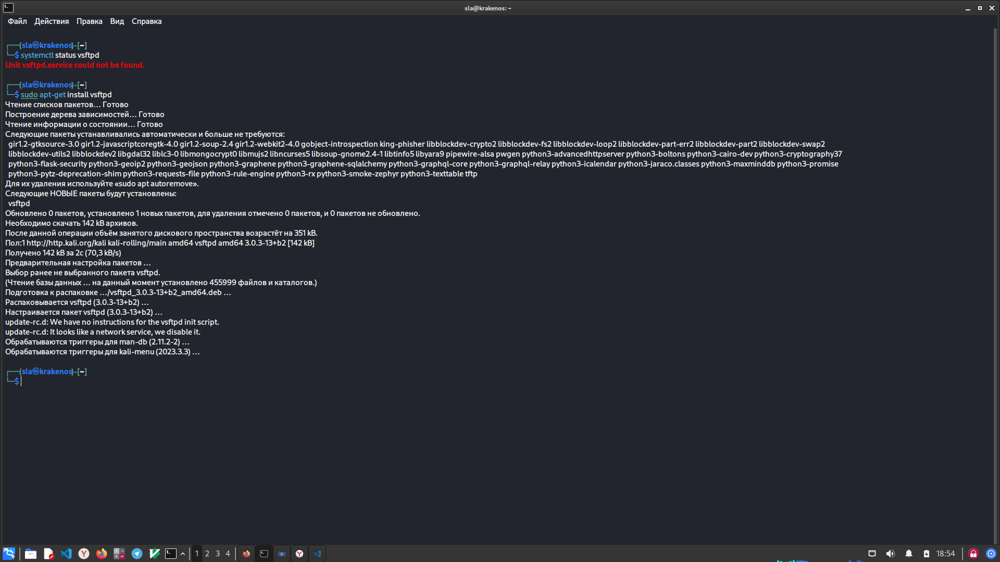 sla@krakenos: ~
Файл Действия Правка Вид Справка
┌──(sla㉿krakenos)-[~]
└─$ systemctl status vsftpd
Unit vsftpd.service could not be found.
┌──(sla㉿krakenos)-[~]
└─$ sudo apt-get install vsftpd
Чтение списков пакетов… Готово
Построение дерева зависимостей… Готово
Чтение информации о состоянии… Готово
Следующие пакеты устанавливались автоматически и больше не требуются:
gir1.2-gtksource-3.0 gir1.2-javascriptcoregtk-4.0 gir1.2-soup-2.4 gir1.2-webkit2-4.0 gobject-introspection king-phisher libblockdev-crypto2 libblockdev-fs2 libblockdev-loop2 libblockdev-part-err2 libblockdev-part2 libblockdev-swap2
libblockdev-utils2 libblockdev2 libgdal32 liblc3-0 libmongocrypt0 libmujs2 libncurses5 libsoup-gnome2.4-1 libtinfo5 libyara9 pipewire-alsa pwgen python3-advancedhttpserver python3-boltons python3-cairo-dev python3-cryptography37
python3-flask-security python3-geoip2 python3-geojson python3-graphene python3-graphene-sqlalchemy python3-graphql-core python3-graphql-relay python3-icalendar python3-jaraco.classes python3-maxminddb python3-promise
python3-pytz-deprecation-shim python3-requests-file python3-rule-engine python3-rx python3-smoke-zephyr python3-texttable tftp
Для их удаления используйте «sudo apt autoremove».
Следующие НОВЫЕ пакеты будут установлены:
vsftpd
Обновлено 0 пакетов, установлено 1 новых пакетов, для удаления отмечено 0 пакетов, и 0 пакетов не обновлено.
Необходимо скачать 142 kB архивов.
После данной операции объём занятого дискового пространства возрастёт на 351 kB.
Пол:1 http://http.kali.org/kali kali-rolling/main amd64 vsftpd amd64 3.0.3-13+b2 [142 kB]
Получено 142 kB за 2с (70,3 kB/s)
Предварительная настройка пакетов …
Выбор ранее не выбранного пакета vsftpd.
(Чтение базы данных … на данный момент установлено 455999 файлов и каталогов.)
Подготовка к распаковке …/vsftpd_3.0.3-13+b2_amd64.deb …
Распаковывается vsftpd (3.0.3-13+b2) …
Настраивается пакет vsftpd (3.0.3-13+b2) …
update-rc.d: We have no instructions for the vsftpd init script.
update-rc.d: It looks like a network service, we disable it.
Обрабатываются триггеры для man-db (2.11.2-2) …
Обрабатываются триггеры для kali-menu (2023.3.3) …
┌──(sla㉿krakenos)-[~]
└─$
1 2 3 4 18:54